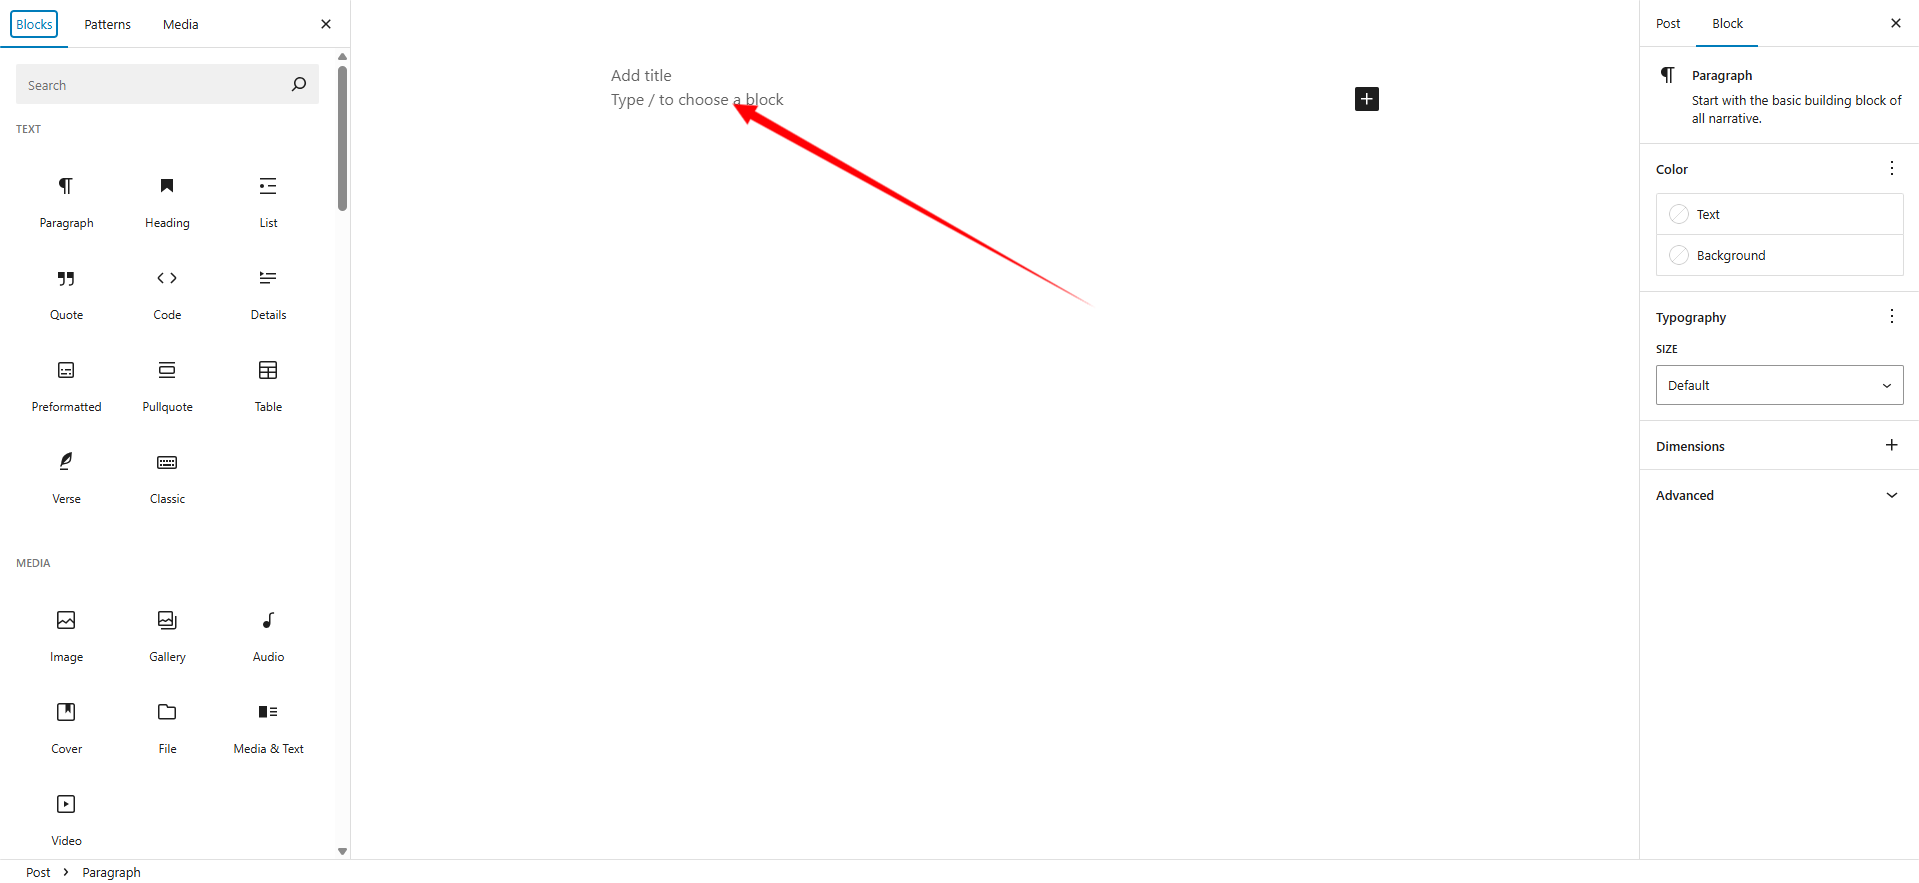 Blocks Patterns Media
Search
TEXT
Paragraph Heading List
Quote Code Details
Preformatted Pullquote Table
Verse Classic
MEDIA
Image Gallery Audio
Cover File Media & Text
Video
Add title
Type / to choose a block
Post Block
Paragraph
Start with the basic building block of
all narrative.
Color
Text
Background
Typography
SIZE
Default
Dimensions
Advanced
Post › Paragraph